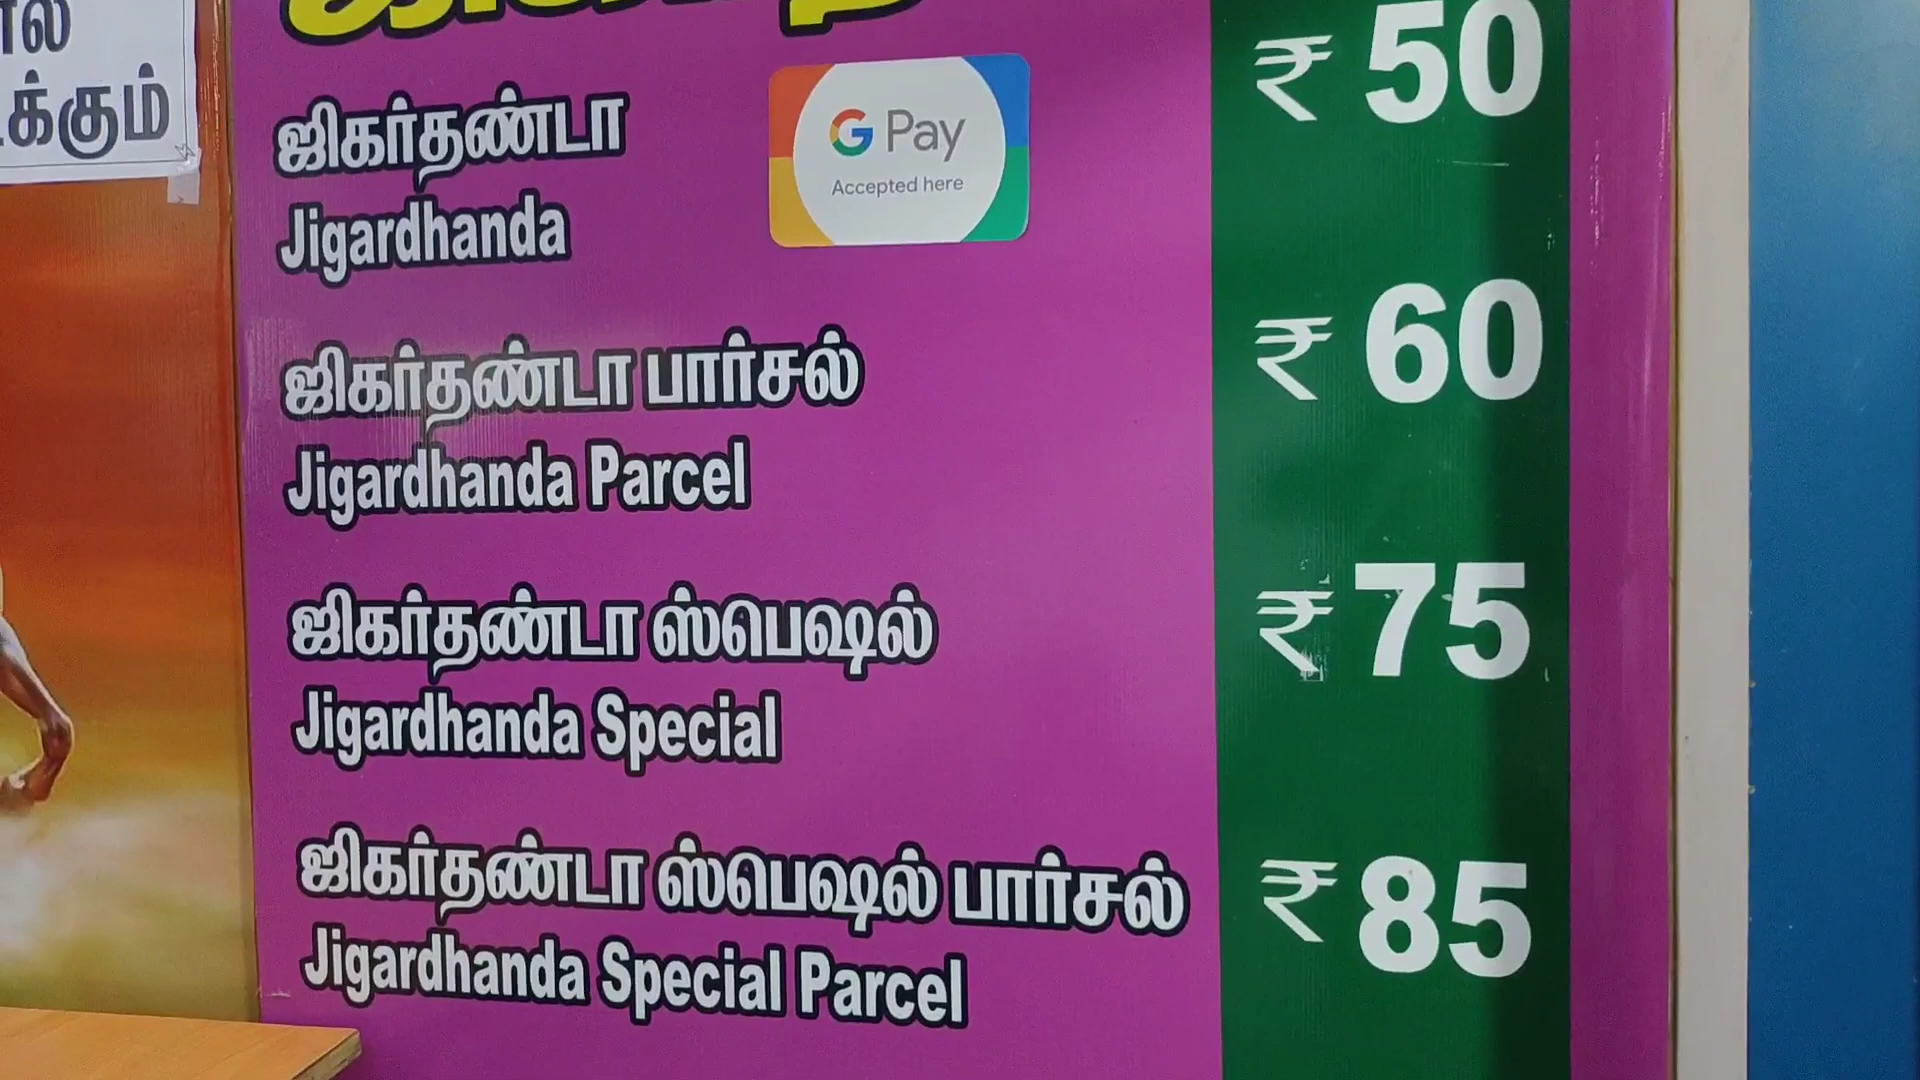 க்கும்
ஜிகர்தண்டா
Jigardhanda
G Pay
Accepted here
₹ 50
ஜிகர்தண்டா பார்சல்
Jigardhanda Parcel
₹ 60
ஜிகர்தண்டா ஸ்பெஷல்
Jigardhanda Special
₹ 75
ஜிகர்தண்டா ஸ்பெஷல் பார்சல்
Jigardhanda Special Parcel
₹ 85